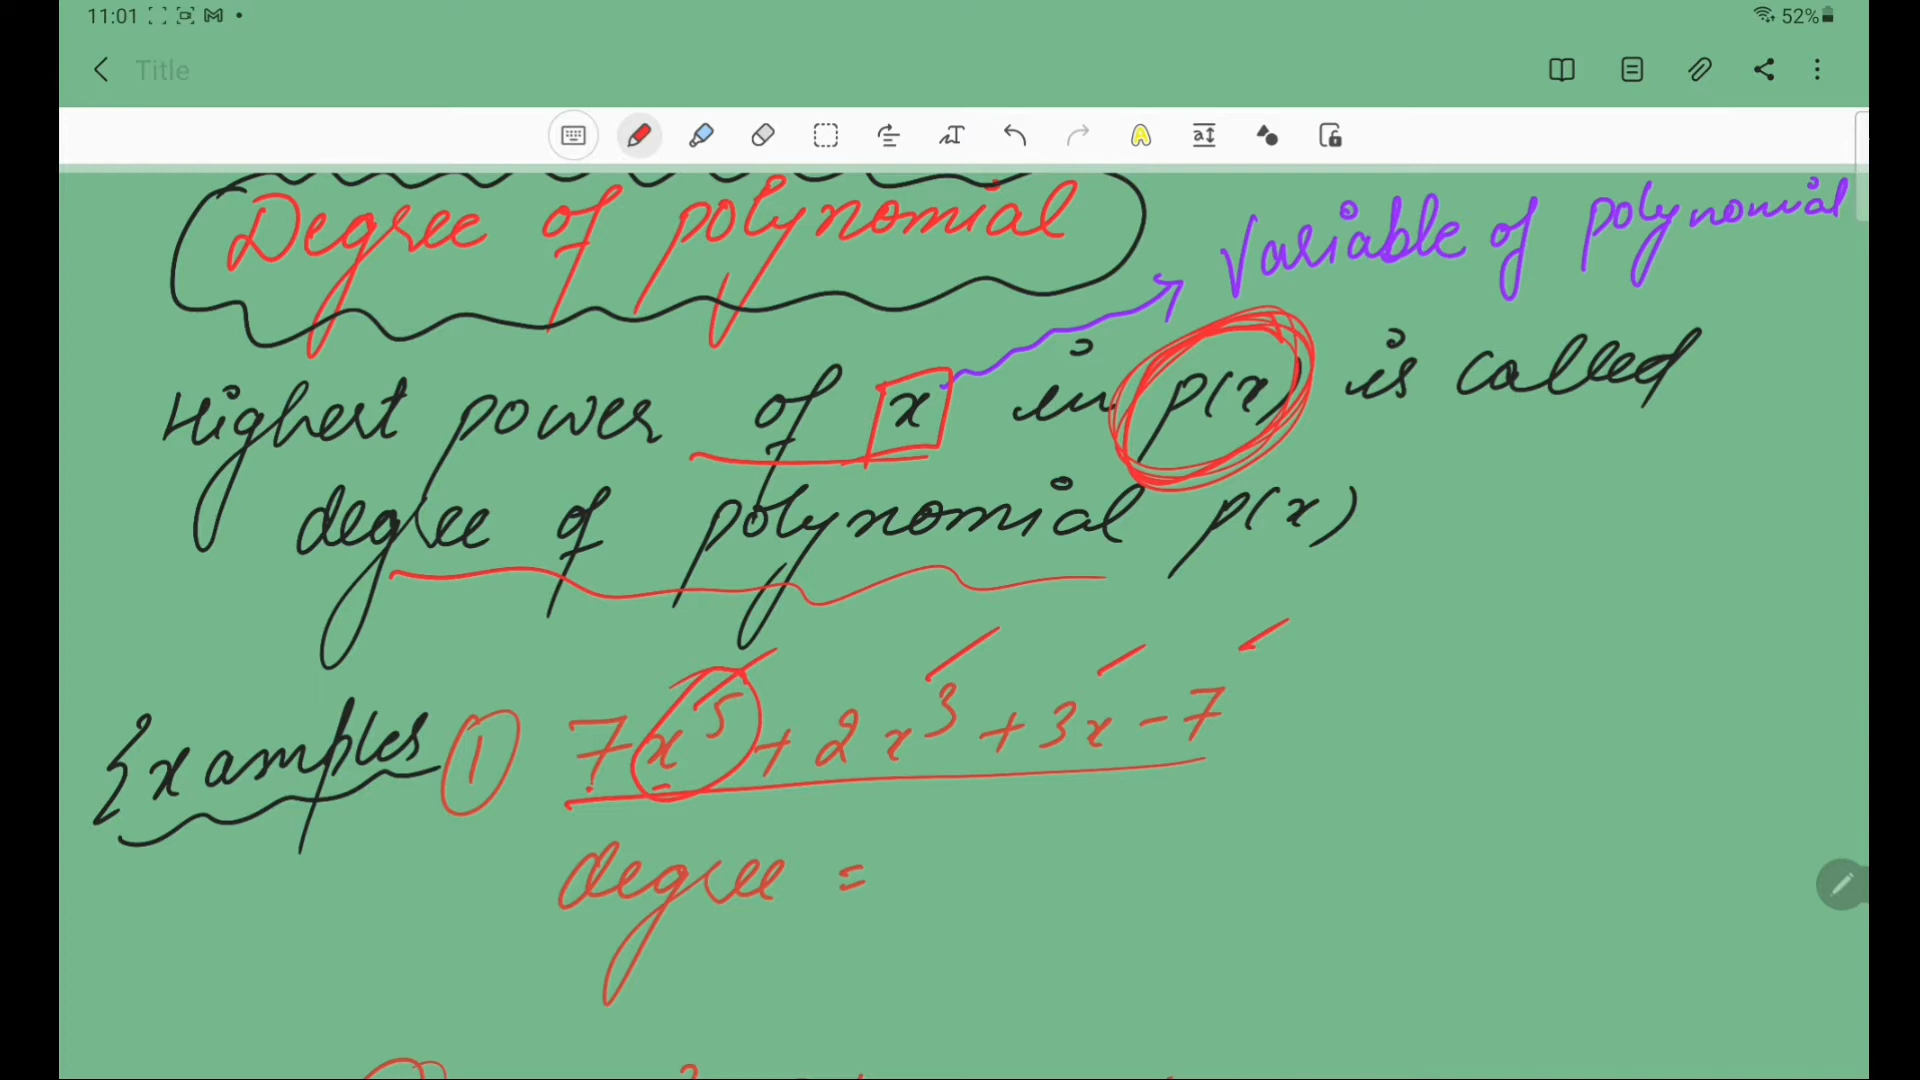 11:01
52%
Title
Degree of polynomial
Variable of polynomial
Highest power of x in p(x) is called
degree of polynomial p(x)
Examples ① 7x⁵ + 2x³ + 3x - 7
degree =